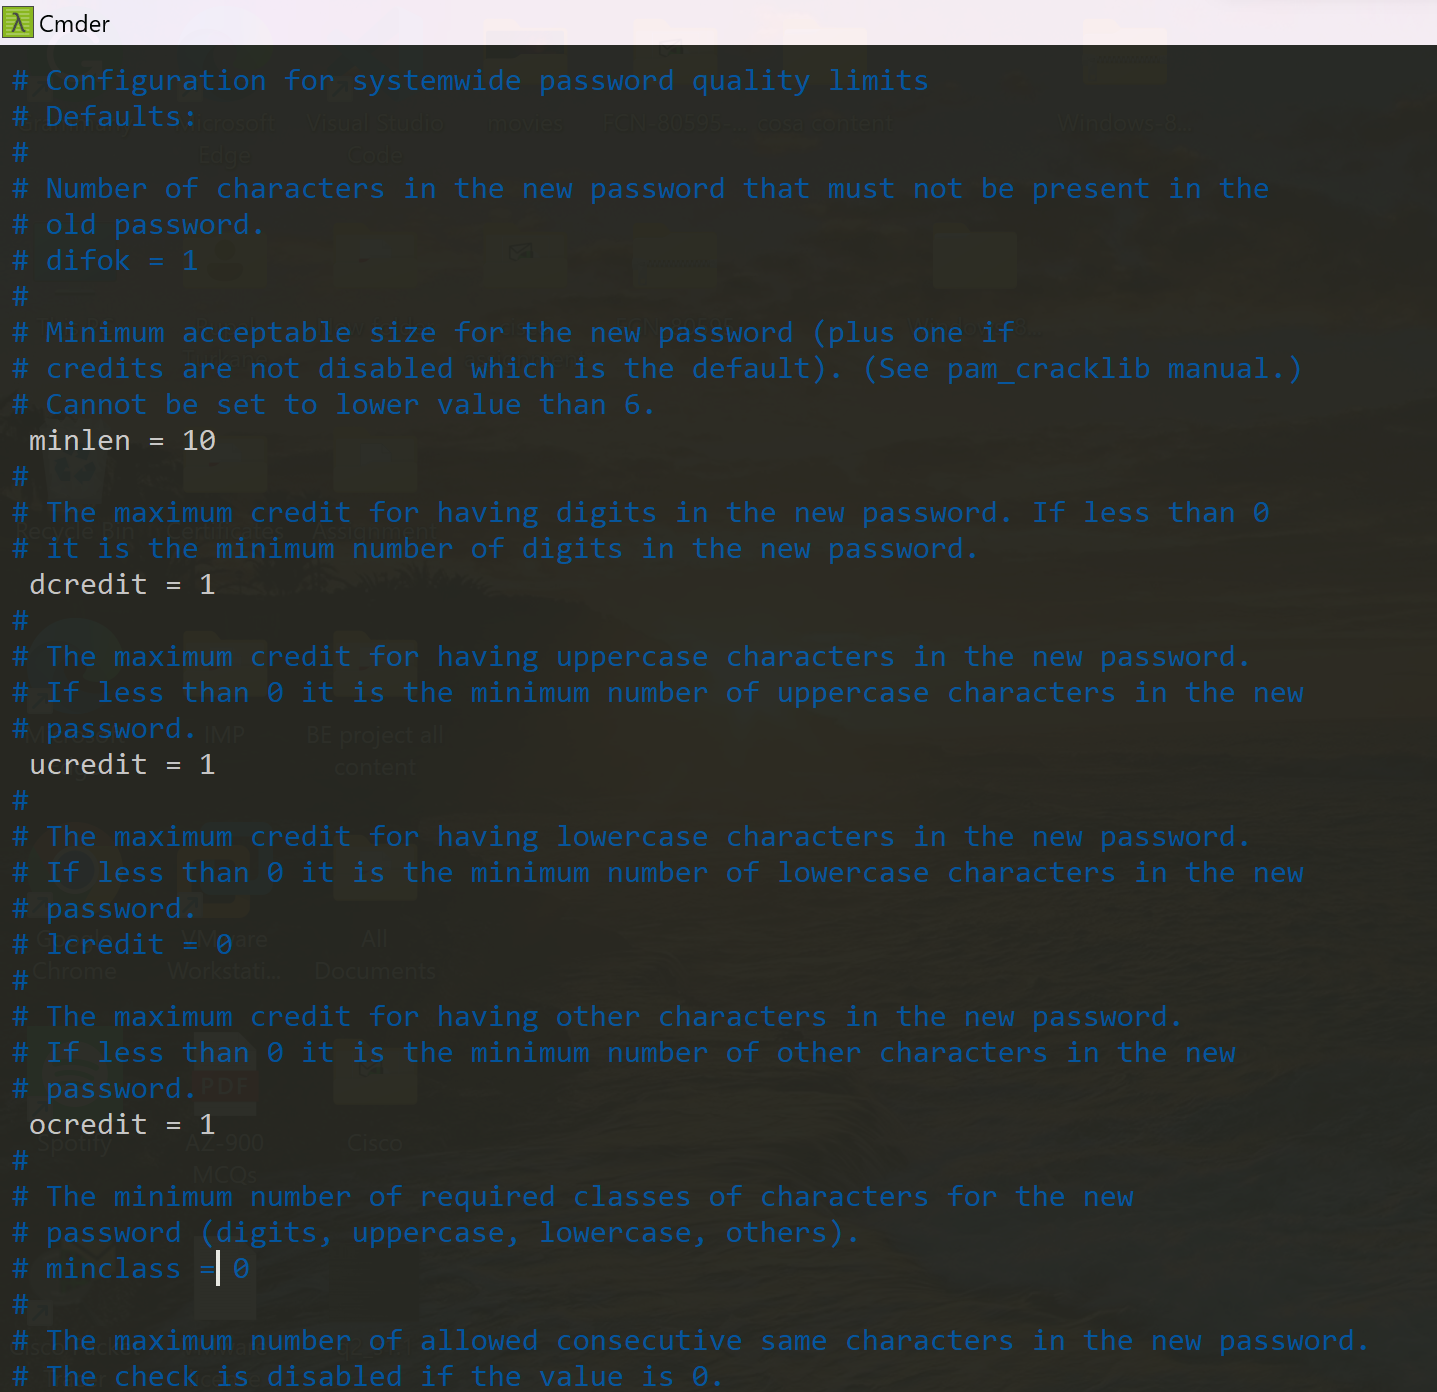 Cmder
# Configuration for systemwide password quality limits
# Defaults:
#
# Number of characters in the new password that must not be present in the
# old password.
# difok = 1
#
# Minimum acceptable size for the new password (plus one if
# credits are not disabled which is the default). (See pam_cracklib manual.)
# Cannot be set to lower value than 6.
minlen = 10
#
# The maximum credit for having digits in the new password. If less than 0
# it is the minimum number of digits in the new password.
dcredit = 1
#
# The maximum credit for having uppercase characters in the new password.
# If less than 0 it is the minimum number of uppercase characters in the new
# password.
ucredit = 1
#
# The maximum credit for having lowercase characters in the new password.
# If less than 0 it is the minimum number of lowercase characters in the new
# password.
# lcredit = 0
#
# The maximum credit for having other characters in the new password.
# If less than 0 it is the minimum number of other characters in the new
# password.
ocredit = 1
#
# The minimum number of required classes of characters for the new
# password (digits, uppercase, lowercase, others).
# minclass = 0
#
# The maximum number of allowed consecutive same characters in the new password.
# The check is disabled if the value is 0.